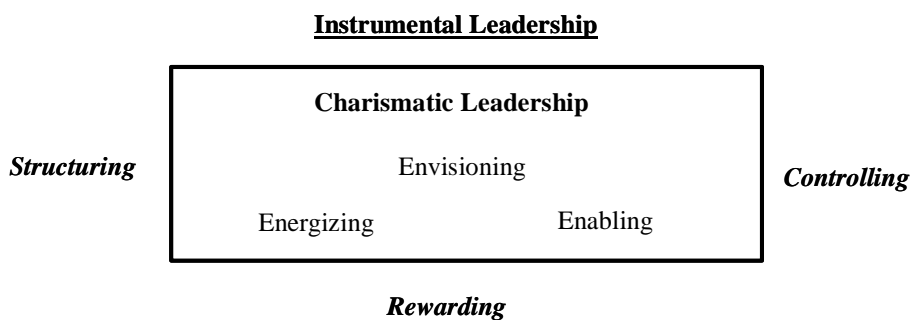 Instrumental Leadership
Charismatic Leadership
Structuring
Envisioning
Controlling
Energizing
Enabling
Rewarding